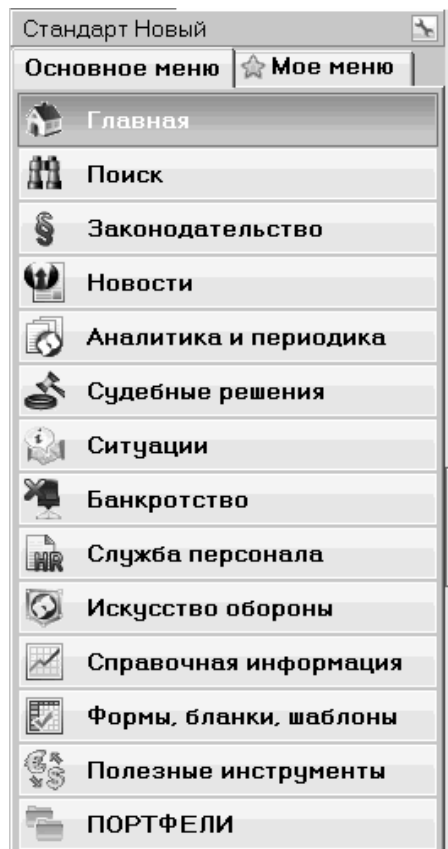 Стандарт Новый
Основное меню Мое меню
Главная
Поиск
§ Законодательство
Новости
Аналитика и периодика
Судебные решения
i Ситуации
Банкротство
HR Служба персонала
Искусство обороны
Справочная информация
Формы, бланки, шаблоны
€ $ Полезные инструменты
ПОРТФЕЛИ